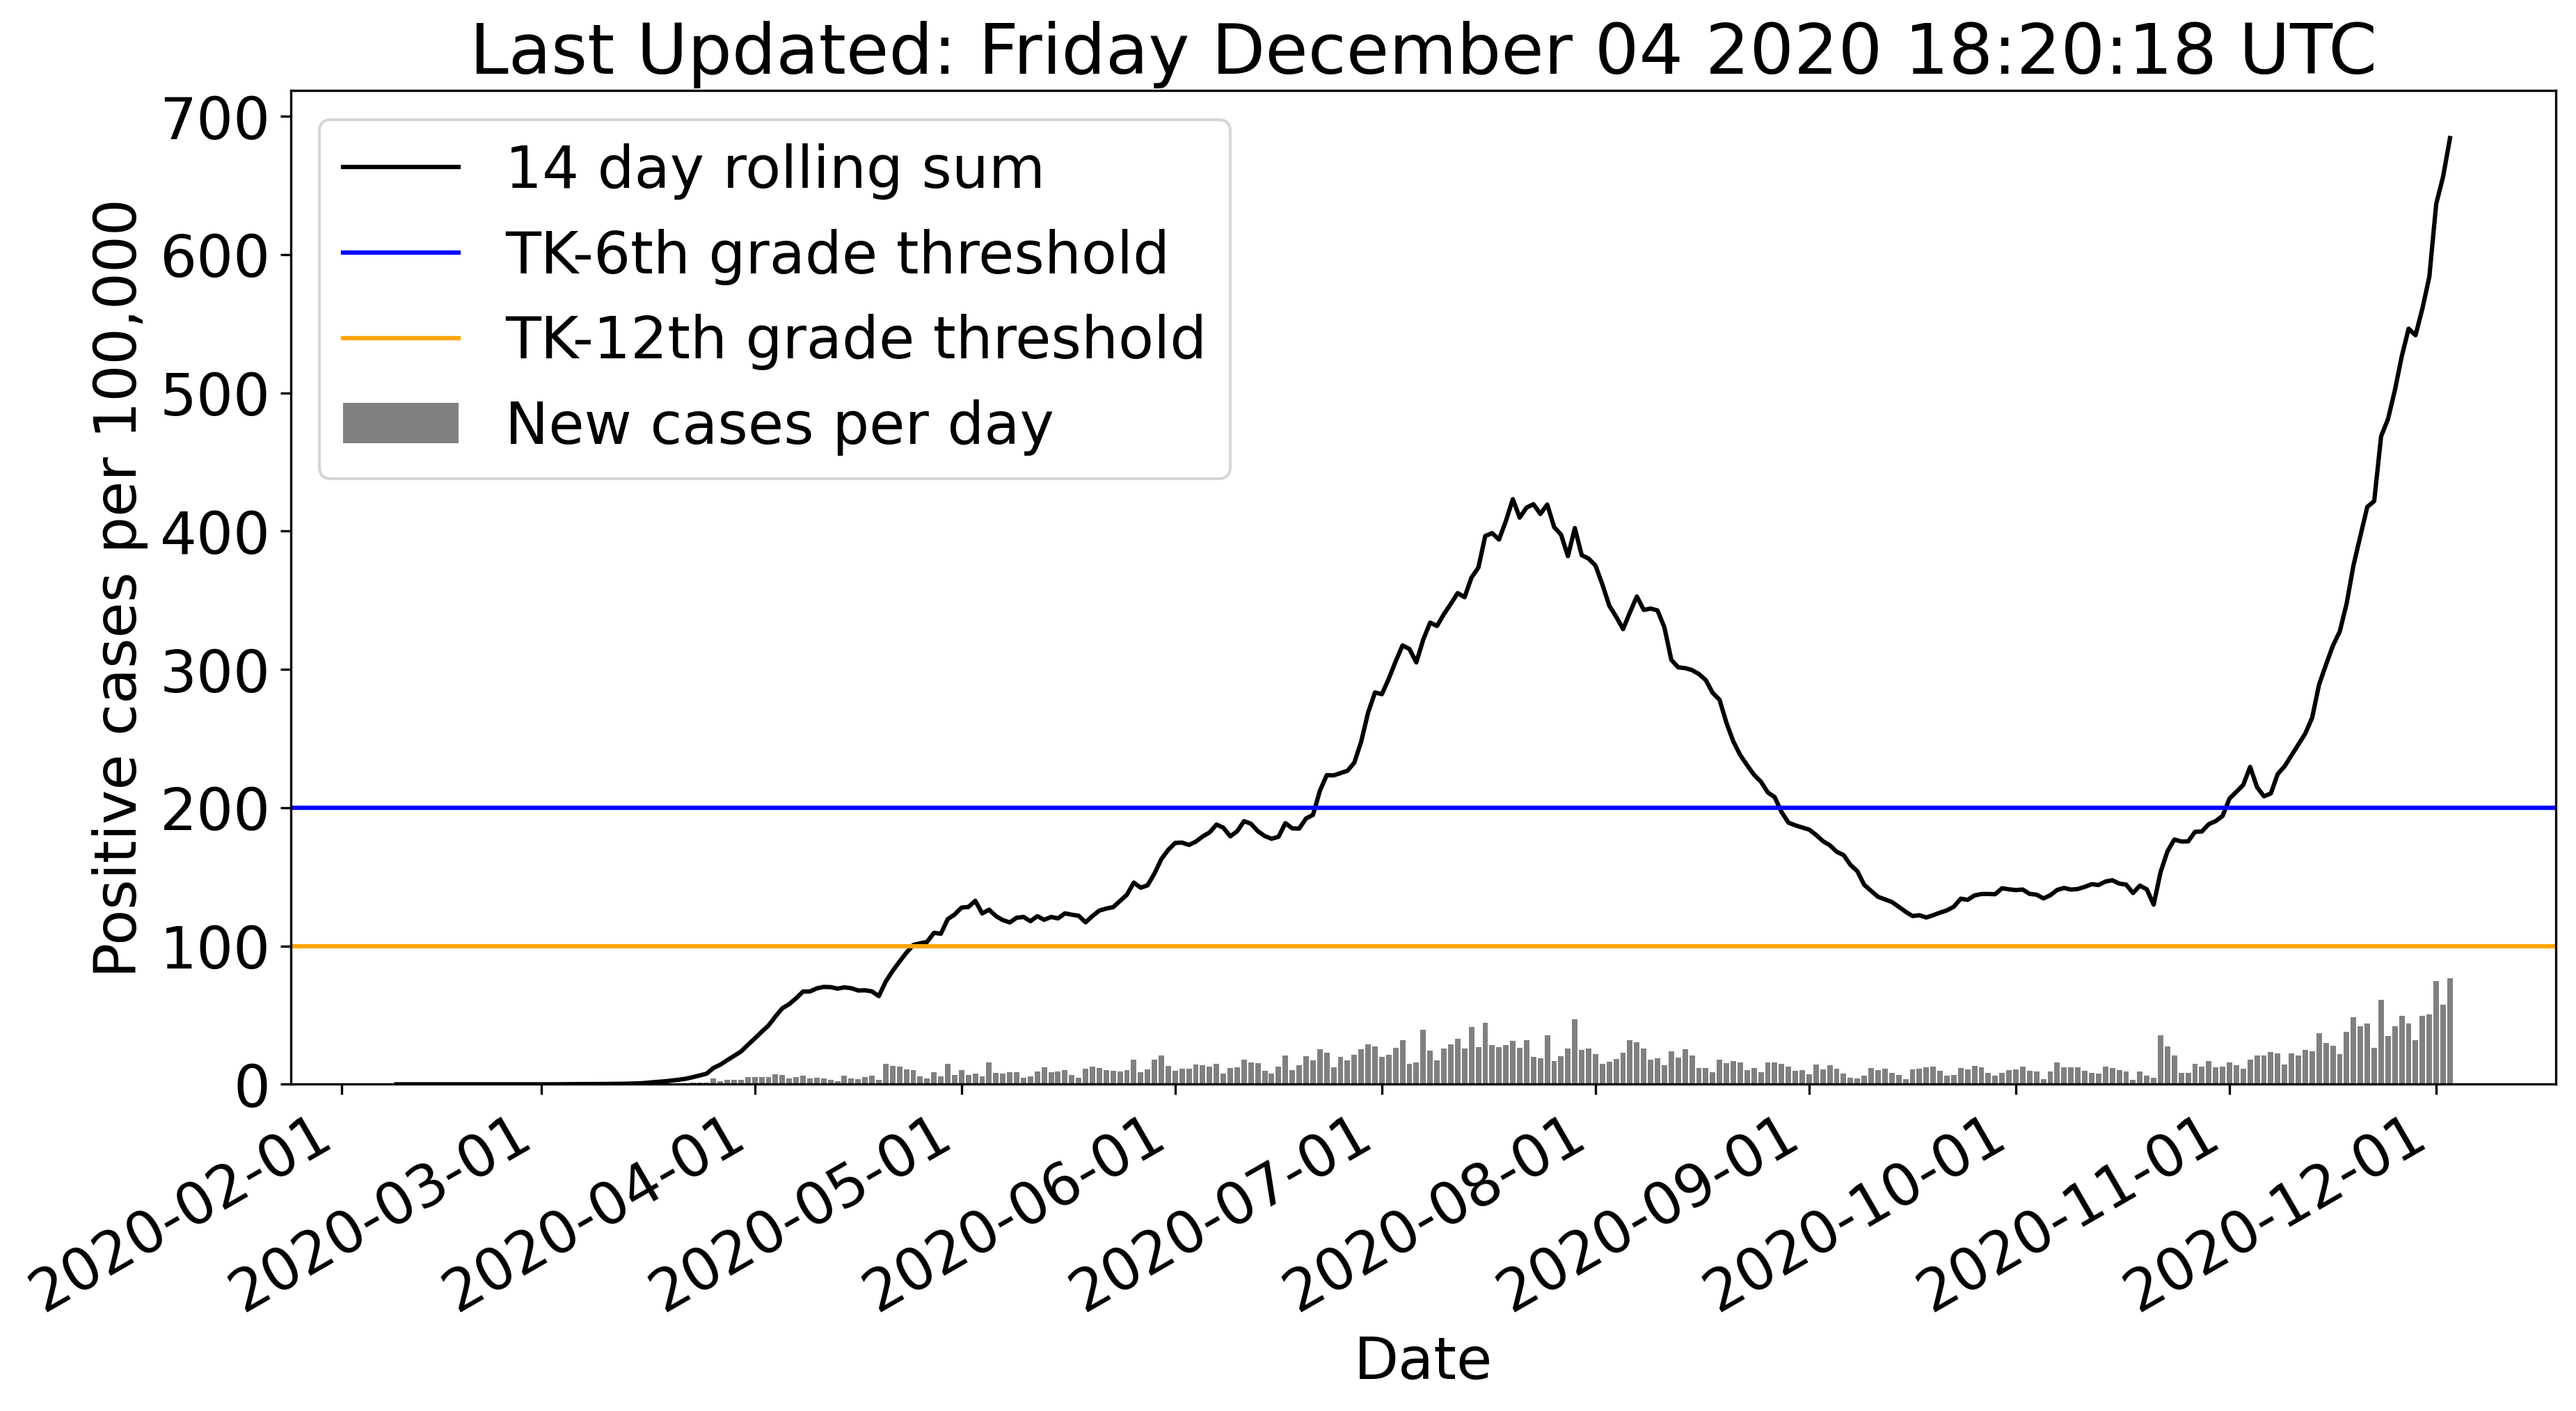 Last Updated: Friday December 04 2020 18:20:18 UTC
700
600
500
400
300
200
100
0
Positive cases per 100,000
14 day rolling sum
TK-6th grade threshold
TK-12th grade threshold
New cases per day
2020-02-01
2020-03-01
2020-04-01
2020-05-01
2020-06-01
2020-07-01
2020-08-01
2020-09-01
2020-10-01
2020-11-01
2020-12-01
Date